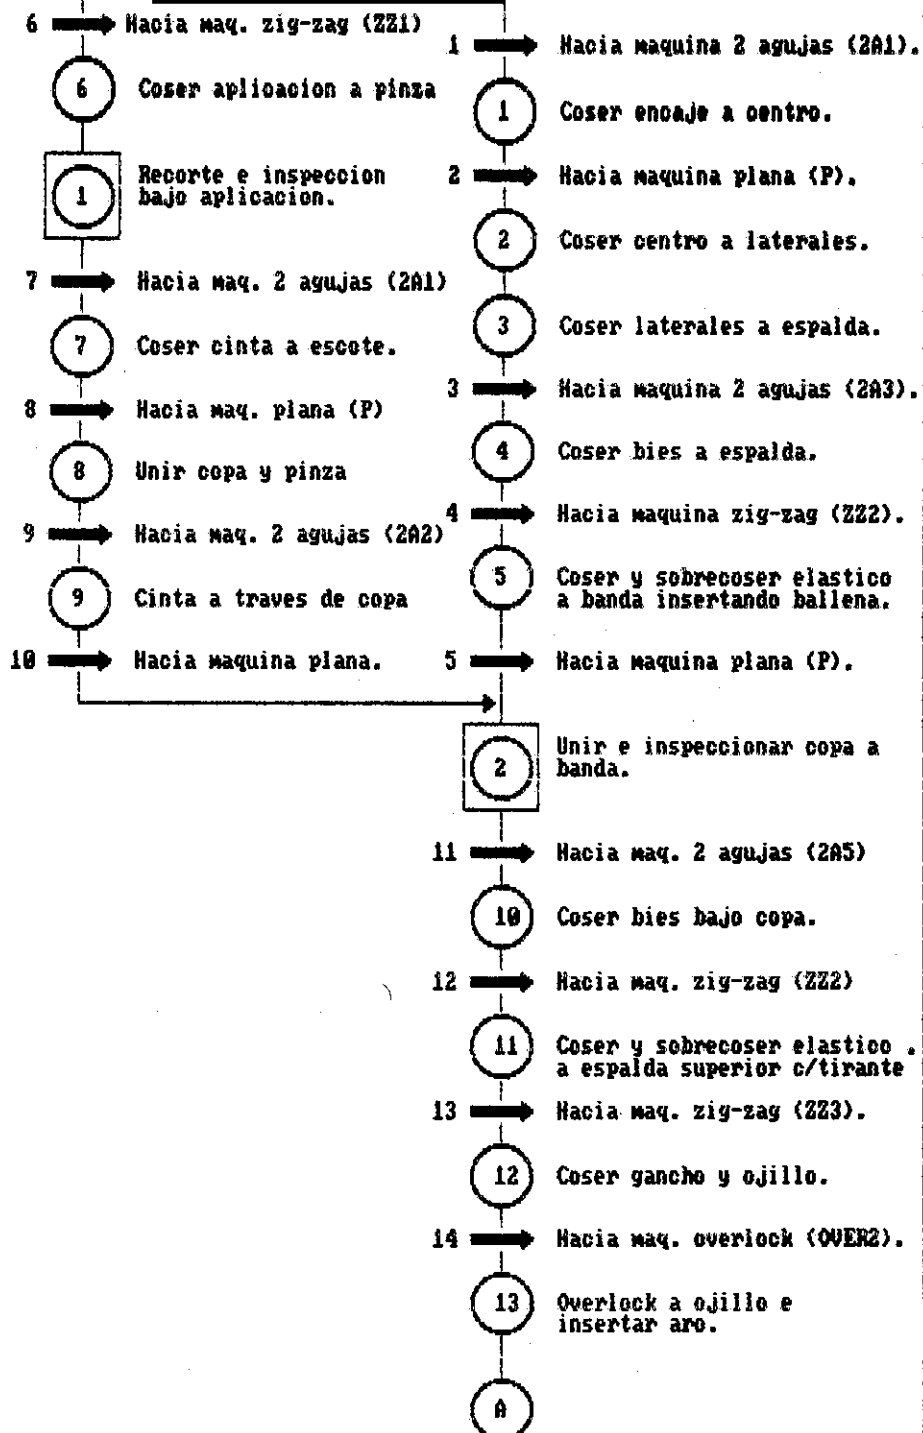 6 Hacia maq. zig-zag (ZZ1)
6 Coser aplicacion a pinza
1 Recorte e inspeccion
bajo aplicacion.
7 Hacia maq. 2 agujas (2A1)
7 Coser cinta a escote.
8 Hacia maq. plana (P)
8 Unir copa y pinza
9 Hacia maq. 2 agujas (2A2)
9 Cinta a traves de copa
10 Hacia maquina plana.
1 Hacia maquina 2 agujas (2A1).
1 Coser encaje a centro.
2 Hacia maquina plana (P).
2 Coser centro a laterales.
3 Coser laterales a espalda.
3 Hacia maquina 2 agujas (2A3).
4 Coser bies a espalda.
4 Hacia maquina zig-zag (ZZ2).
5 Coser y sobrecoser elastico
a banda insertando ballena.
5 Hacia maquina plana (P).
2 Unir e inspeccionar copa a
banda.
11 Hacia maq. 2 agujas (2A5)
10 Coser bies bajo copa.
12 Hacia maq. zig-zag (ZZ2)
11 Coser y sobrecoser elastico .
a espalda superior c/tirante
13 Hacia maq. zig-zag (ZZ3).
12 Coser gancho y ojillo.
14 Hacia maq. overlock (OVER2).
13 Overlock a ojillo e
insertar aro.
A